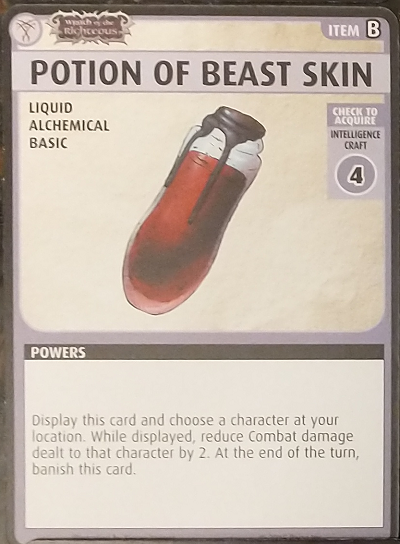 Wrath of the
Righteous
ITEM B
POTION OF BEAST SKIN
LIQUID
ALCHEMICAL
BASIC
CHECK TO
ACQUIRE
INTELLIGENCE
CRAFT
4
POWERS
Display this card and choose a character at your
location. While displayed, reduce Combat damage
dealt to that character by 2. At the end of the turn,
banish this card.